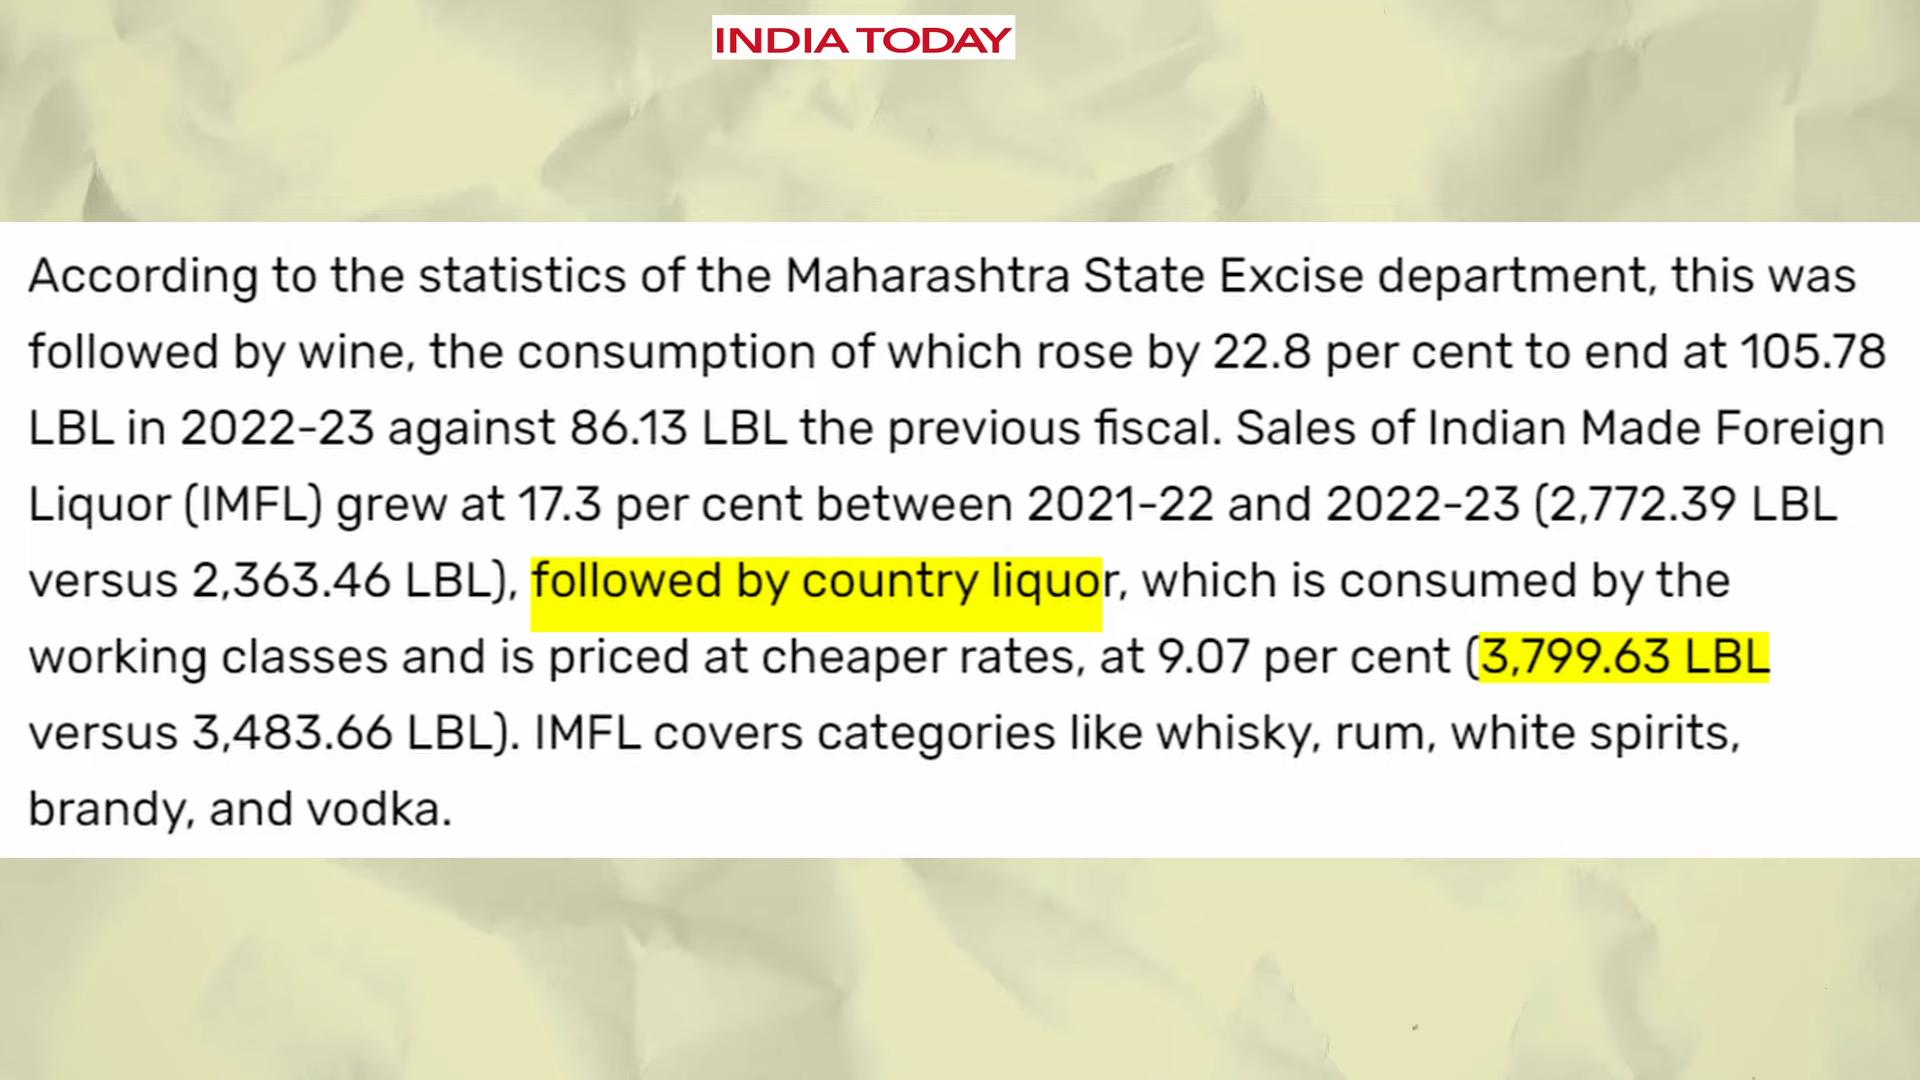 INDIA TODAY
According to the statistics of the Maharashtra State Excise department, this was
followed by wine, the consumption of which rose by 22.8 per cent to end at 105.78
LBL in 2022-23 against 86.13 LBL the previous fiscal. Sales of Indian Made Foreign
Liquor (IMFL) grew at 17.3 per cent between 2021-22 and 2022-23 (2,772.39 LBL
versus 2,363.46 LBL), followed by country liquor, which is consumed by the
working classes and is priced at cheaper rates, at 9.07 per cent (3,799.63 LBL
versus 3,483.66 LBL). IMFL covers categories like whisky, rum, white spirits,
brandy, and vodka.